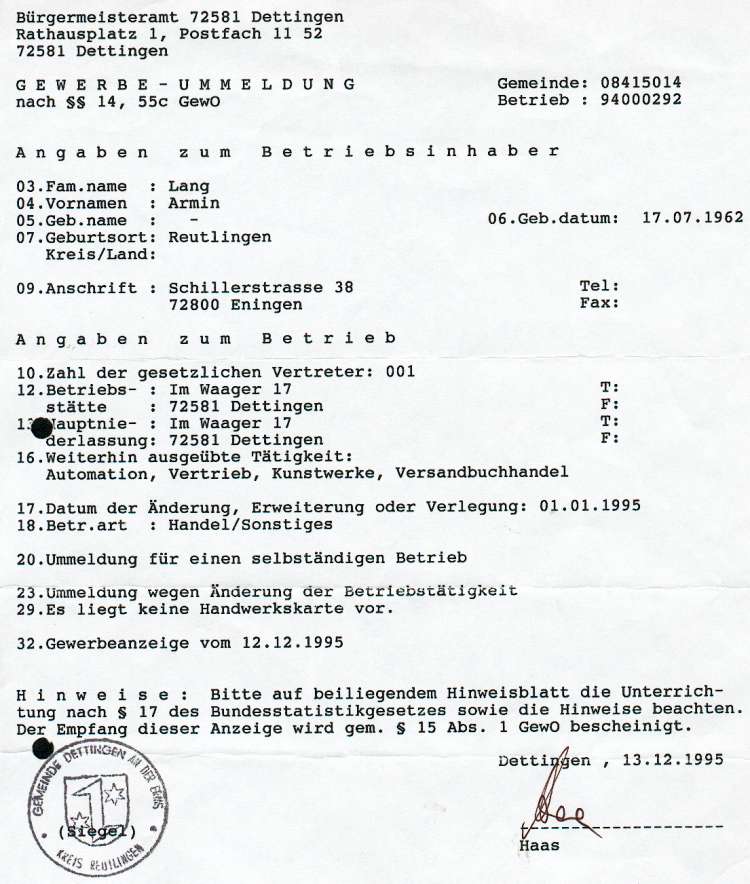 Bürgermeisteramt 72581 Dettingen
Rathausplatz 1, Postfach 11 52
72581 Dettingen
G E W E R B E - U M M E L D U N G Gemeinde: 08415014
nach §§ 14, 55c GewO Betrieb : 94000292
A n g a b e n z u m B e t r i e b s i n h a b e r
03.Fam.name : Lang
04.Vornamen : Armin
05.Geb.name : - 06.Geb.datum: 17.07.1962
07.Geburtsort: Reutlingen
Kreis/Land:
09.Anschrift : Schillerstrasse 38 Tel:
72800 Eningen Fax:
A n g a b e n z u m B e t r i e b
10.Zahl der gesetzlichen Vertreter: 001
12.Betriebs- : Im Waager 17 T:
stätte : 72581 Dettingen F:
13.Hauptnie- : Im Waager 17 T:
derlassung: 72581 Dettingen F:
16.Weiterhin ausgeübte Tätigkeit:
Automation, Vertrieb, Kunstwerke, Versandbuchhandel
17.Datum der Änderung, Erweiterung oder Verlegung: 01.01.1995
18.Betr.art : Handel/Sonstiges
20.Ummeldung für einen selbständigen Betrieb
23.Ummeldung wegen Änderung der Betriebstätigkeit
29.Es liegt keine Handwerkskarte vor.
32.Gewerbeanzeige vom 12.12.1995
H i n w e i s e : Bitte auf beiliegendem Hinweisblatt die Unterrich-
tung nach § 17 des Bundesstatistikgesetzes sowie die Hinweise beachten.
Der Empfang dieser Anzeige wird gem. § 15 Abs. 1 GewO bescheinigt.
Dettingen , 13.12.1995
GEMEINDE DETTINGEN AN DER ERMS
(Siegel)
KREIS REUTLINGEN
Haas